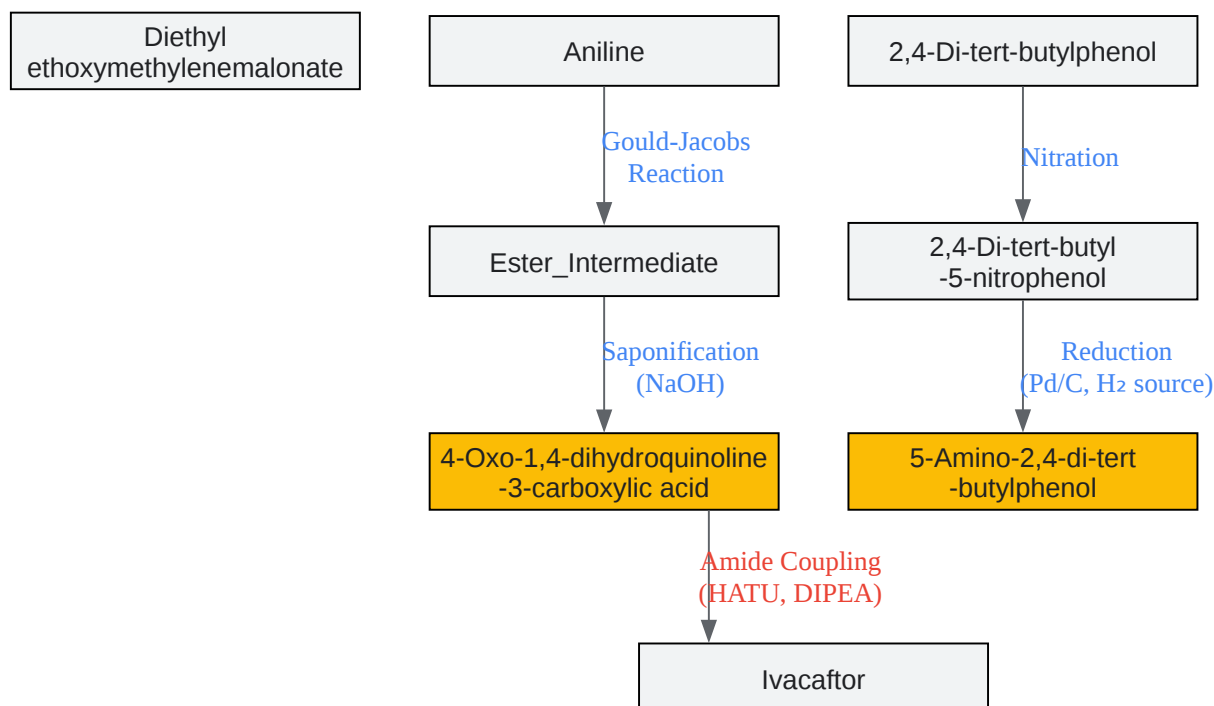 Diethyl
ethoxymethylenemalonate
Aniline
2,4-Di-tert-butylphenol
Gould-Jacobs
Reaction
Nitration
Ester_Intermediate
2,4-Di-tert-butyl
-5-nitrophenol
Saponification
(NaOH)
Reduction
(Pd/C, H₂ source)
4-Oxo-1,4-dihydroquinoline
-3-carboxylic acid
5-Amino-2,4-di-tert
-butylphenol
Amide Coupling
(HATU, DIPEA)
Ivacaftor